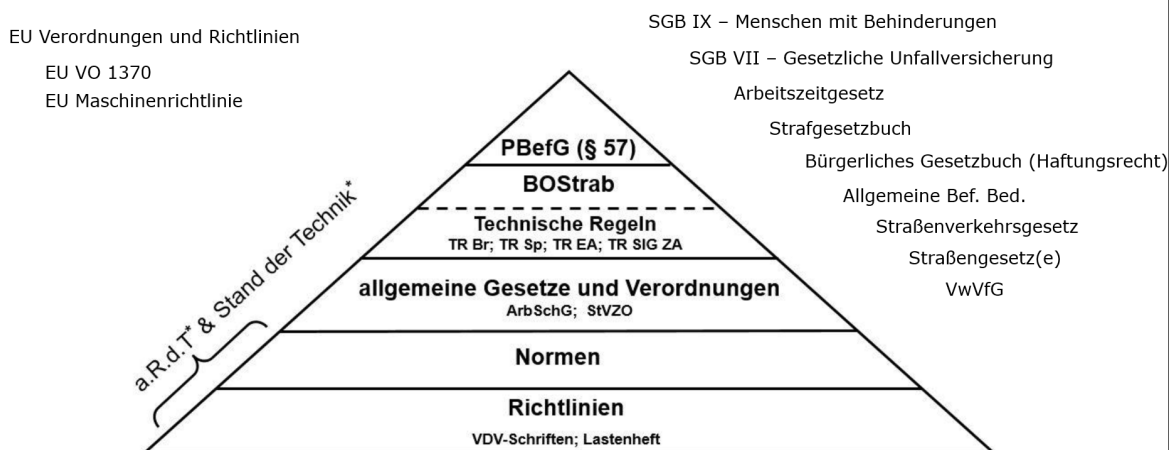 EU Verordnungen und Richtlinien
EU VO 1370
EU Maschinenrichtlinie
SGB IX – Menschen mit Behinderungen
SGB VII – Gesetzliche Unfallversicherung
Arbeitszeitgesetz
Strafgesetzbuch
Bürgerliches Gesetzbuch (Haftungsrecht)
Allgemeine Bef. Bed.
Straßenverkehrsgesetz
Straßengesetz(e)
VwVfG
PBefG (§ 57)
BOStrab
Technische Regeln
TR Br; TR Sp; TR EA; TR SIG ZA
allgemeine Gesetze und Verordnungen
ArbSchG; StVZO
Normen
Richtlinien
VDV-Schriften; Lastenheft
a.R.d.T* & Stand der Technik*